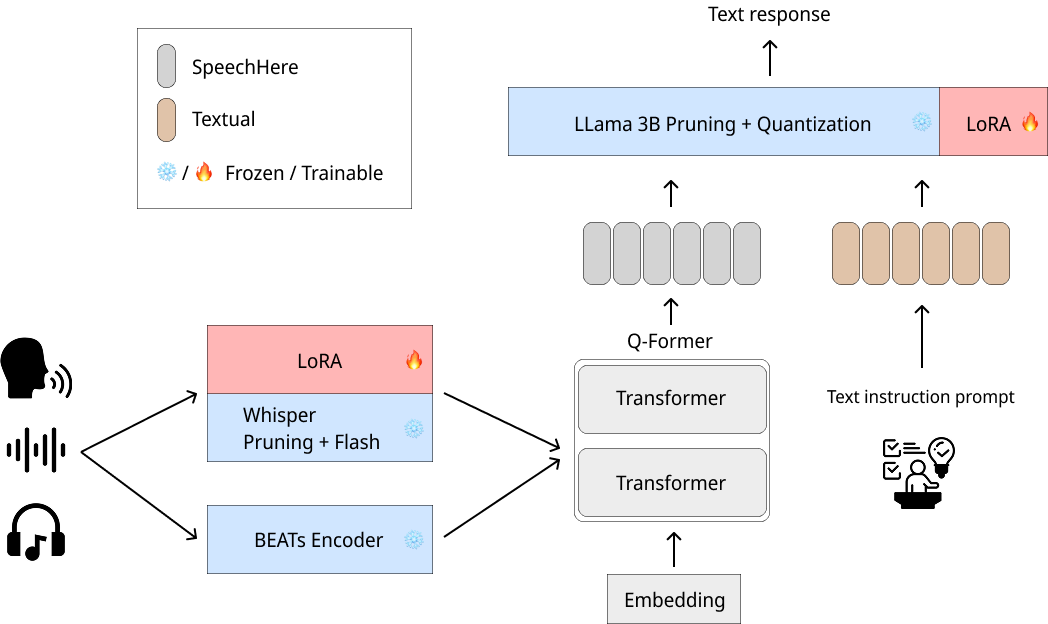 Text response
SpeechHere
Textual
/ Frozen / Trainable
LLama 3B Pruning + Quantization
LoRA
Q-Former
LoRA
Whisper
Pruning + Flash
Transformer
Text instruction prompt
Transformer
BEATs Encoder
Embedding